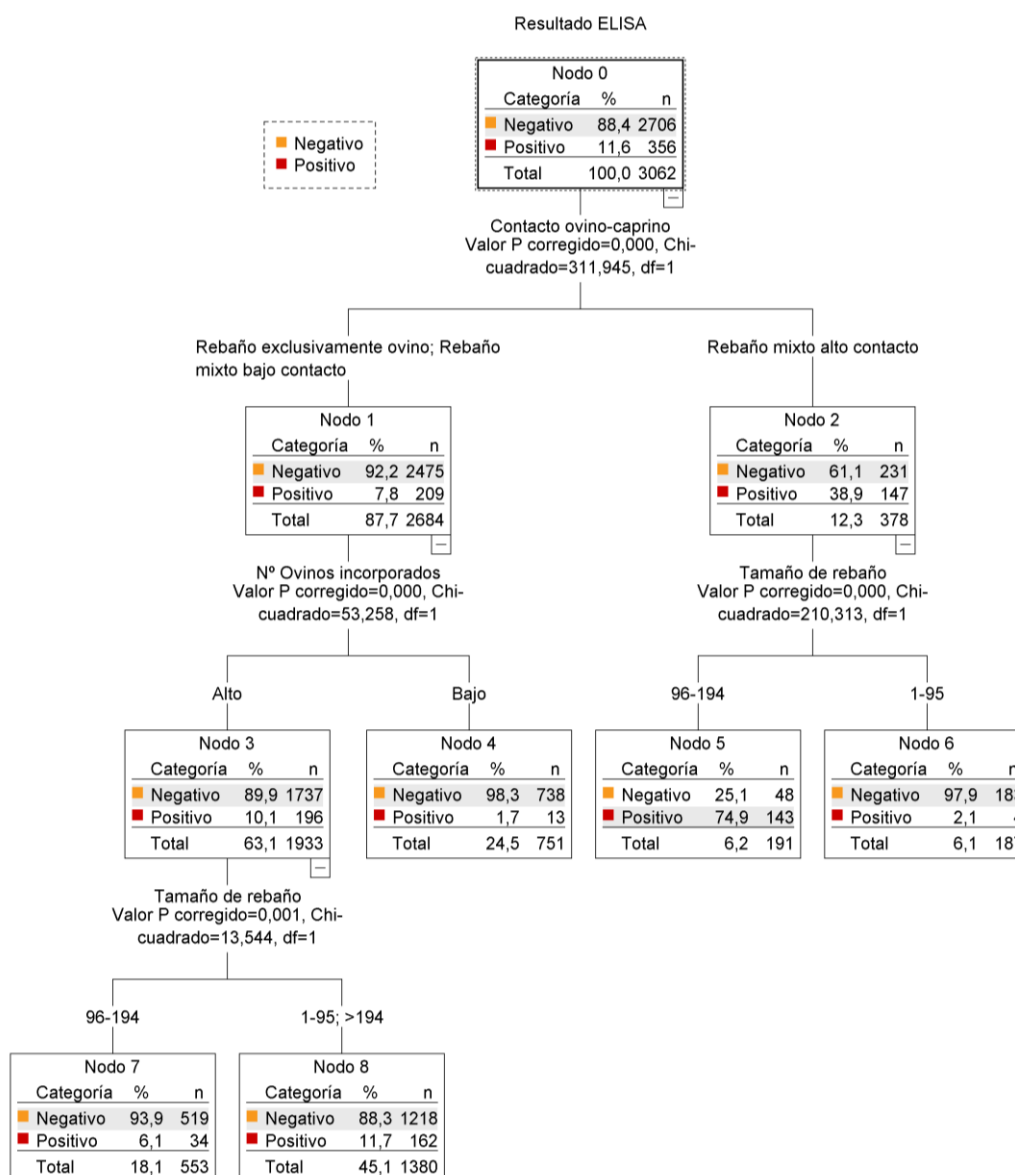 Resultado ELISA
Nodo 0
Categoría % n
Negativo 88,4 2706
Positivo 11,6 356
Total 100,0 3062
Negativo
Positivo
Contacto ovino-caprino
Valor P corregido=0,000, Chi-
cuadrado=311,945, df=1
Rebaño exclusivamente ovino; Rebaño
mixto bajo contacto
Rebaño mixto alto contacto
Nodo 1
Categoría % n
Negativo 92,2 2475
Positivo 7,8 209
Total 87,7 2684
Nodo 2
Categoría % n
Negativo 61,1 231
Positivo 38,9 147
Total 12,3 378
Nº Ovinos incorporados
Valor P corregido=0,000, Chi-
cuadrado=53,258, df=1
Tamaño de rebaño
Valor P corregido=0,000, Chi-
cuadrado=210,313, df=1
Alto
Bajo
96-194
1-95
Nodo 3
Categoría % n
Negativo 89,9 1737
Positivo 10,1 196
Total 63,1 1933
Nodo 4
Categoría % n
Negativo 98,3 738
Positivo 1,7 13
Total 24,5 751
Nodo 5
Categoría % n
Negativo 25,1 48
Positivo 74,9 143
Total 6,2 191
Nodo 6
Categoría % n
Negativo 97,9
Positivo 2,1
Total 6,1
Tamaño de rebaño
Valor P corregido=0,001, Chi-
cuadrado=13,544, df=1
96-194
1-95; >194
Nodo 7
Categoría % n
Negativo 93,9 519
Positivo 6,1 34
Total 18,1 553
Nodo 8
Categoría % n
Negativo 88,3 1218
Positivo 11,7 162
Total 45,1 1380